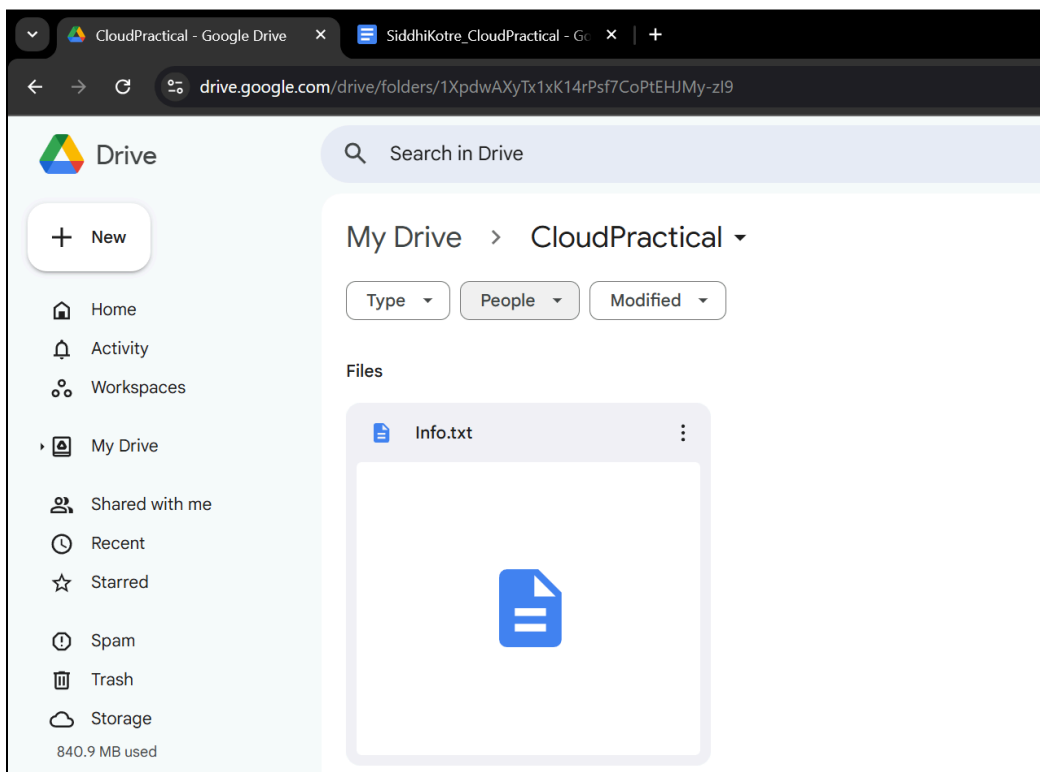 CloudPractical - Google Drive
SiddhiKotre_CloudPractical - Go
drive.google.com/drive/folders/1XpdwAXyTx1xK14rPsf7CoPtEHJMy-zI9
Drive
Search in Drive
New
My Drive > CloudPractical
Type
People
Modified
Home
Activity
Workspaces
My Drive
Shared with me
Recent
Starred
Spam
Trash
Storage
840.9 MB used
Files
Info.txt